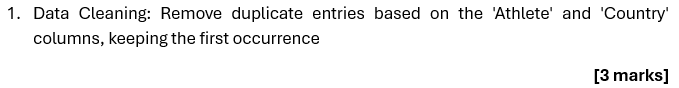 1. Data Cleaning: Remove duplicate entries based on the 'Athlete' and 'Country'
columns, keeping the first occurrence
[3 marks]